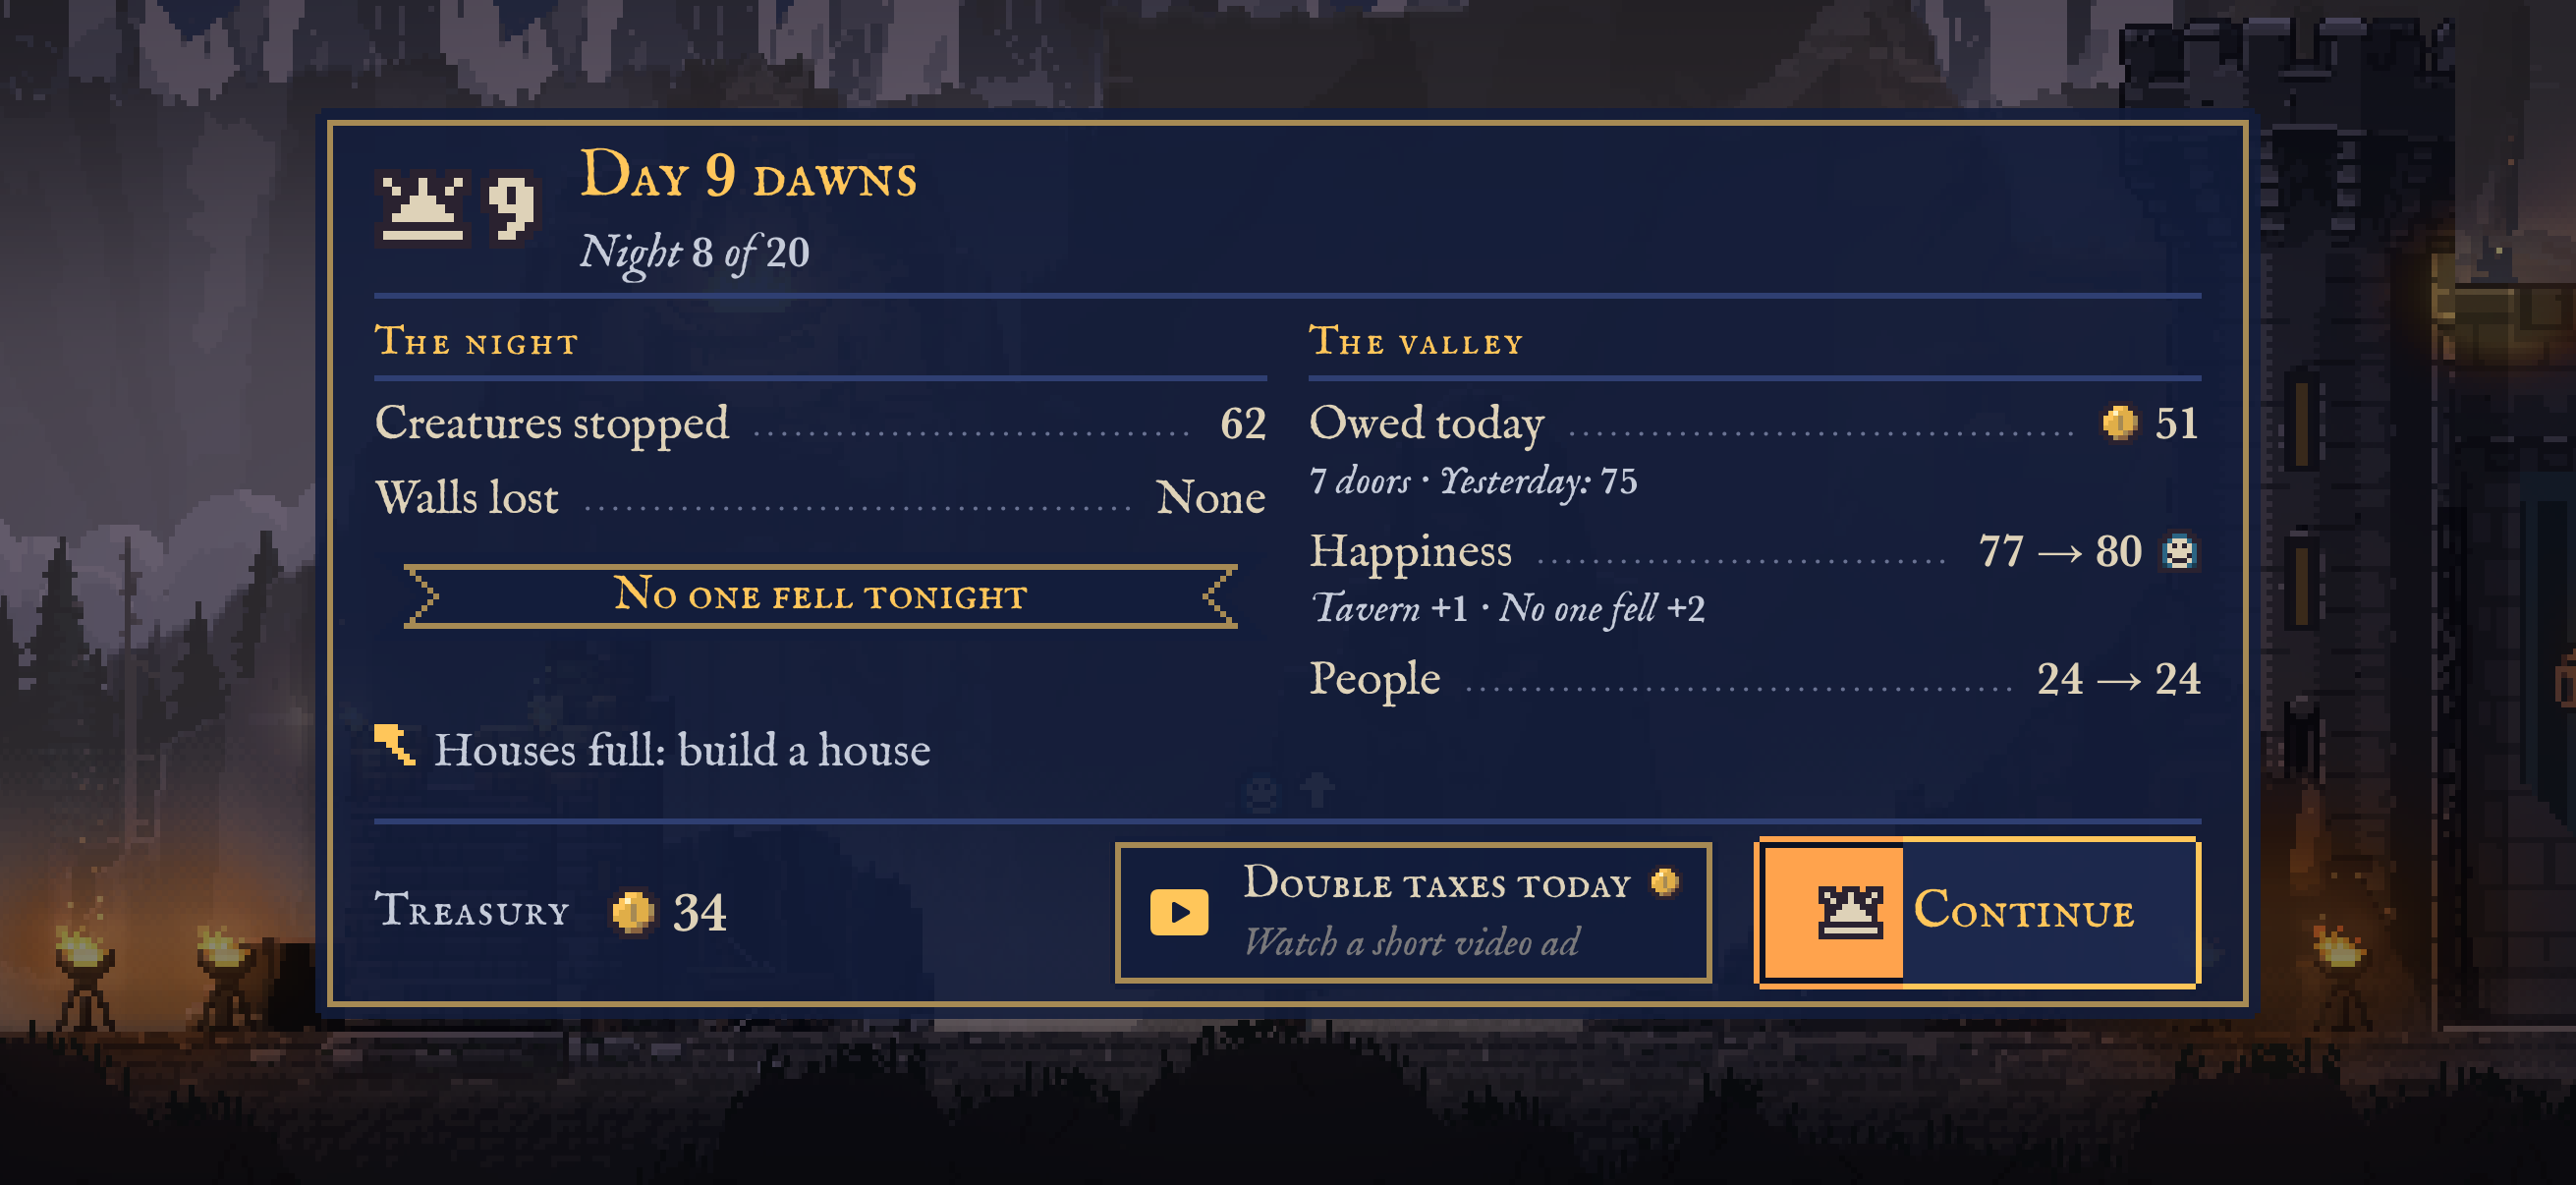 9
Day 9 dawns
Night 8 of 20
The night
Creatures stopped 62
Walls lost None
No one fell tonight
Houses full: build a house
The valley
Owed today 51
7 doors · Yesterday: 75
Happiness 77 → 80
Tavern +1 · No one fell +2
People 24 → 24
Treasury 34
Double taxes today
Watch a short video ad
Continue